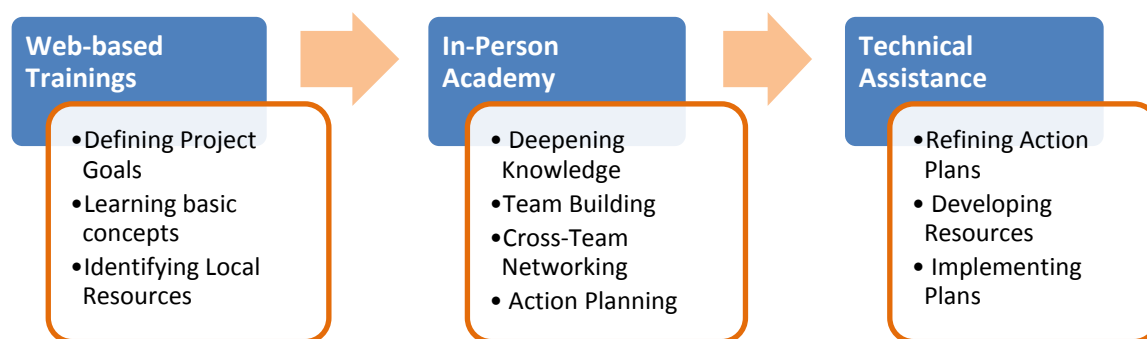 Web-based
Trainings
•Defining Project
Goals
•Learning basic
concepts
•Identifying Local
Resources
In-Person
Academy
• Deepening
Knowledge
•Team Building
•Cross-Team
Networking
• Action Planning
Technical
Assistance
•Refining Action
Plans
• Developing
Resources
• Implementing
Plans